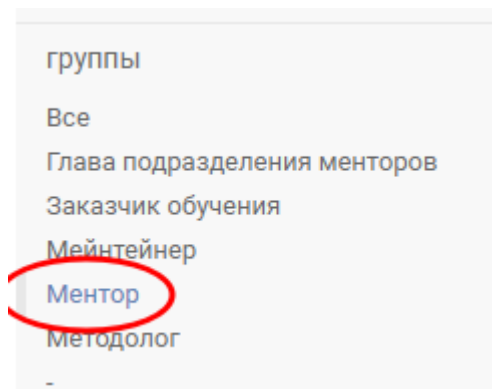 группы
Все
Глава подразделения менторов
Заказчик обучения
Мейнтейнер
Ментор
Методолог